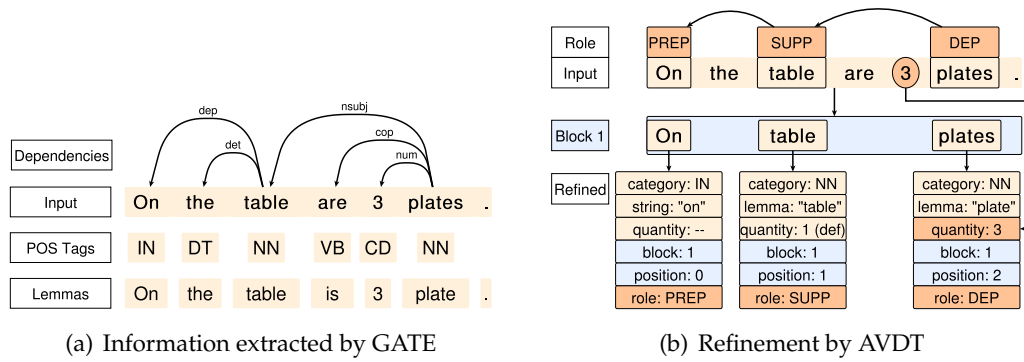 dep
nsubj
det
cop
num
Dependencies
Input On the table are 3 plates .
POS Tags IN DT NN VB CD NN
Lemmas On the table is 3 plate .
(a) Information extracted by GATE
Role PREP SUPP DEP
Input On the table are 3 plates .
Block 1 On table plates
Refined
category: IN category: NN category: NN
string: "on" lemma: "table" lemma: "plate"
quantity: -- quantity: 1 (def) quantity: 3
block: 1 block: 1 block: 1
position: 0 position: 1 position: 2
role: PREP role: SUPP role: DEP
(b) Refinement by AVDT